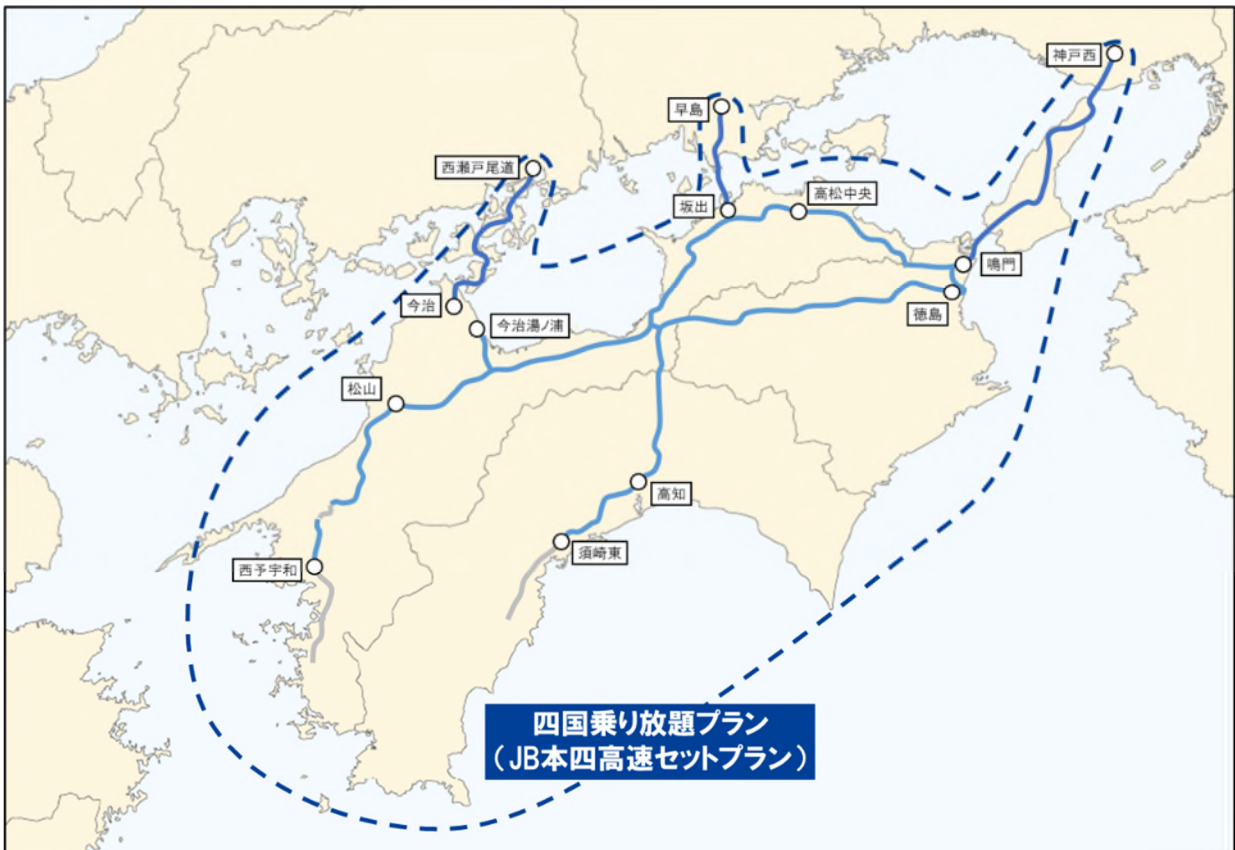 神戸西
早島
西瀬戸尾道
坂出
高松中央
鳴門
徳島
今治
今治湯ノ浦
松山
高知
須崎東
西予宇和
四国乗り放題プラン
（JB本四高速セットプラン）